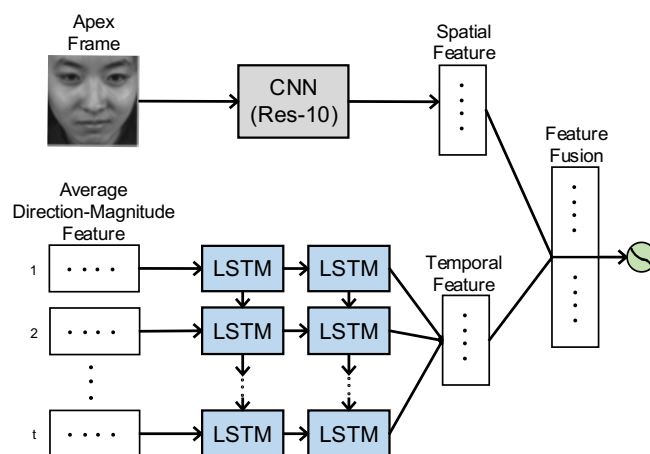 Apex
Frame
CNN
(Res-10)
Spatial
Feature
Feature
Fusion
Average
Direction-Magnitude
Feature
1
LSTM
LSTM
Temporal
Feature
2
LSTM
LSTM
t
LSTM
LSTM